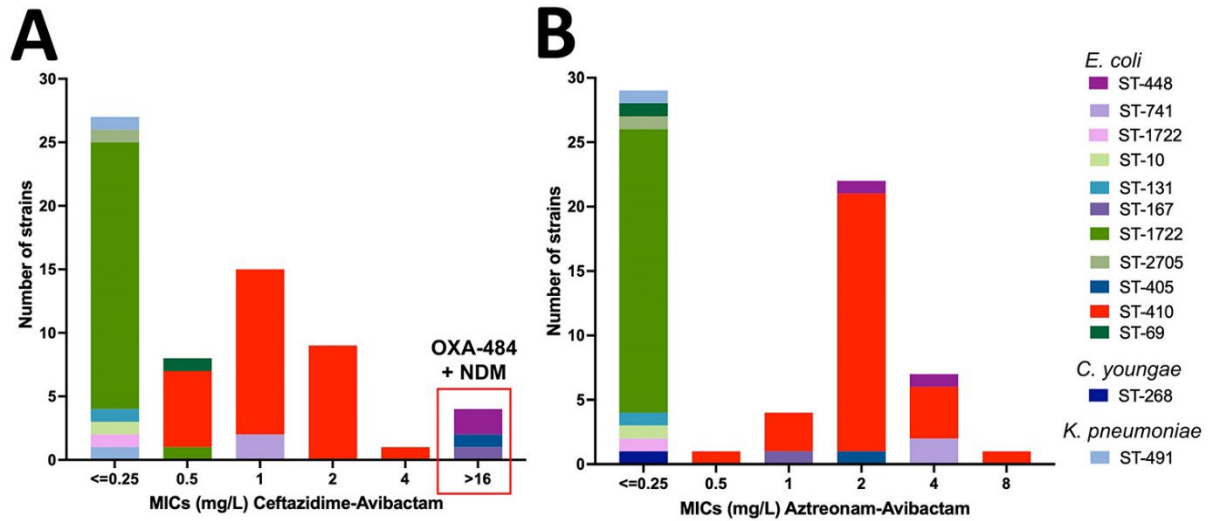 A
Number of strains
30
25
20
15
10
5
0
OXA-484
+ NDM
<=0.25 0.5 1 2 4 >16
MICs (mg/L) Ceftazidime-Avibactam
B
Number of strains
30
25
20
15
10
5
0
<=0.25 0.5 1 2 4 8
MICs (mg/L) Aztreonam-Avibactam
E. coli
ST-448
ST-741
ST-1722
ST-10
ST-131
ST-167
ST-1722
ST-2705
ST-405
ST-410
ST-69
C. youngae
ST-268
K. pneumoniae
ST-491